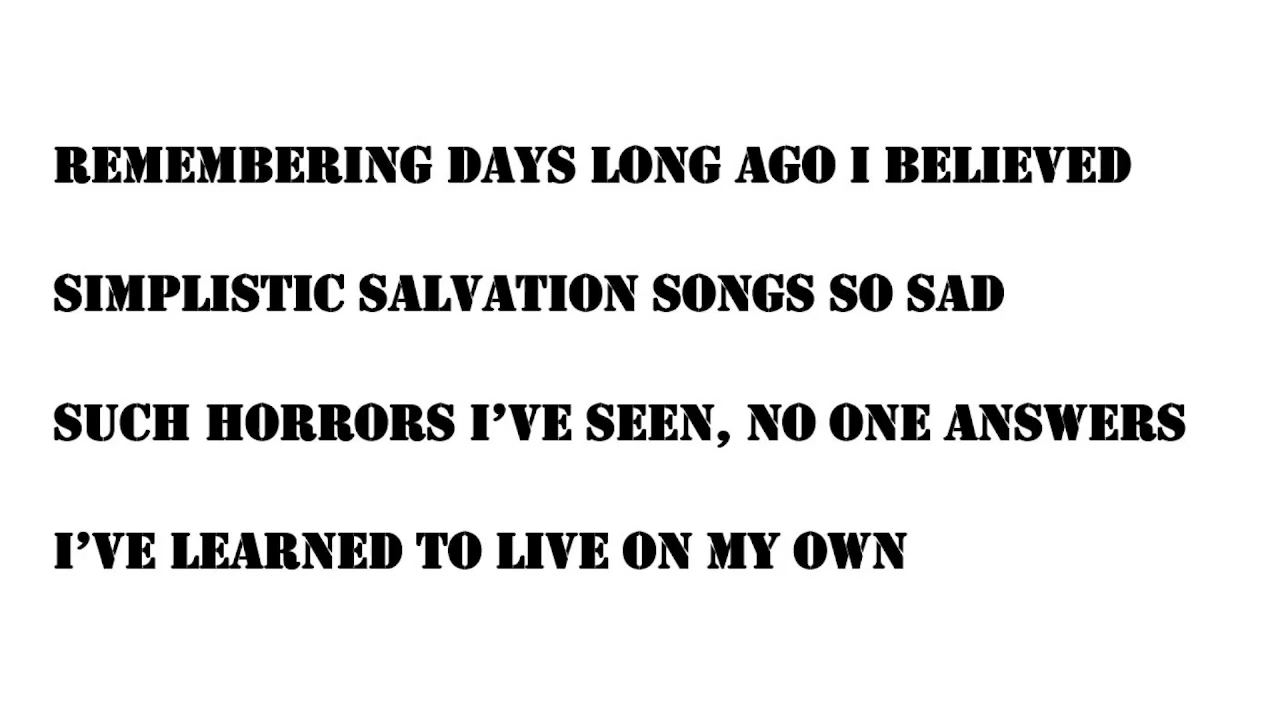 REMEMBERING DAYS LONG AGO I BELIEVED
SIMPLISTIC SALVATION SONGS SO SAD
SUCH HORRORS I’VE SEEN, NO ONE ANSWERS
I’VE LEARNED TO LIVE ON MY OWN